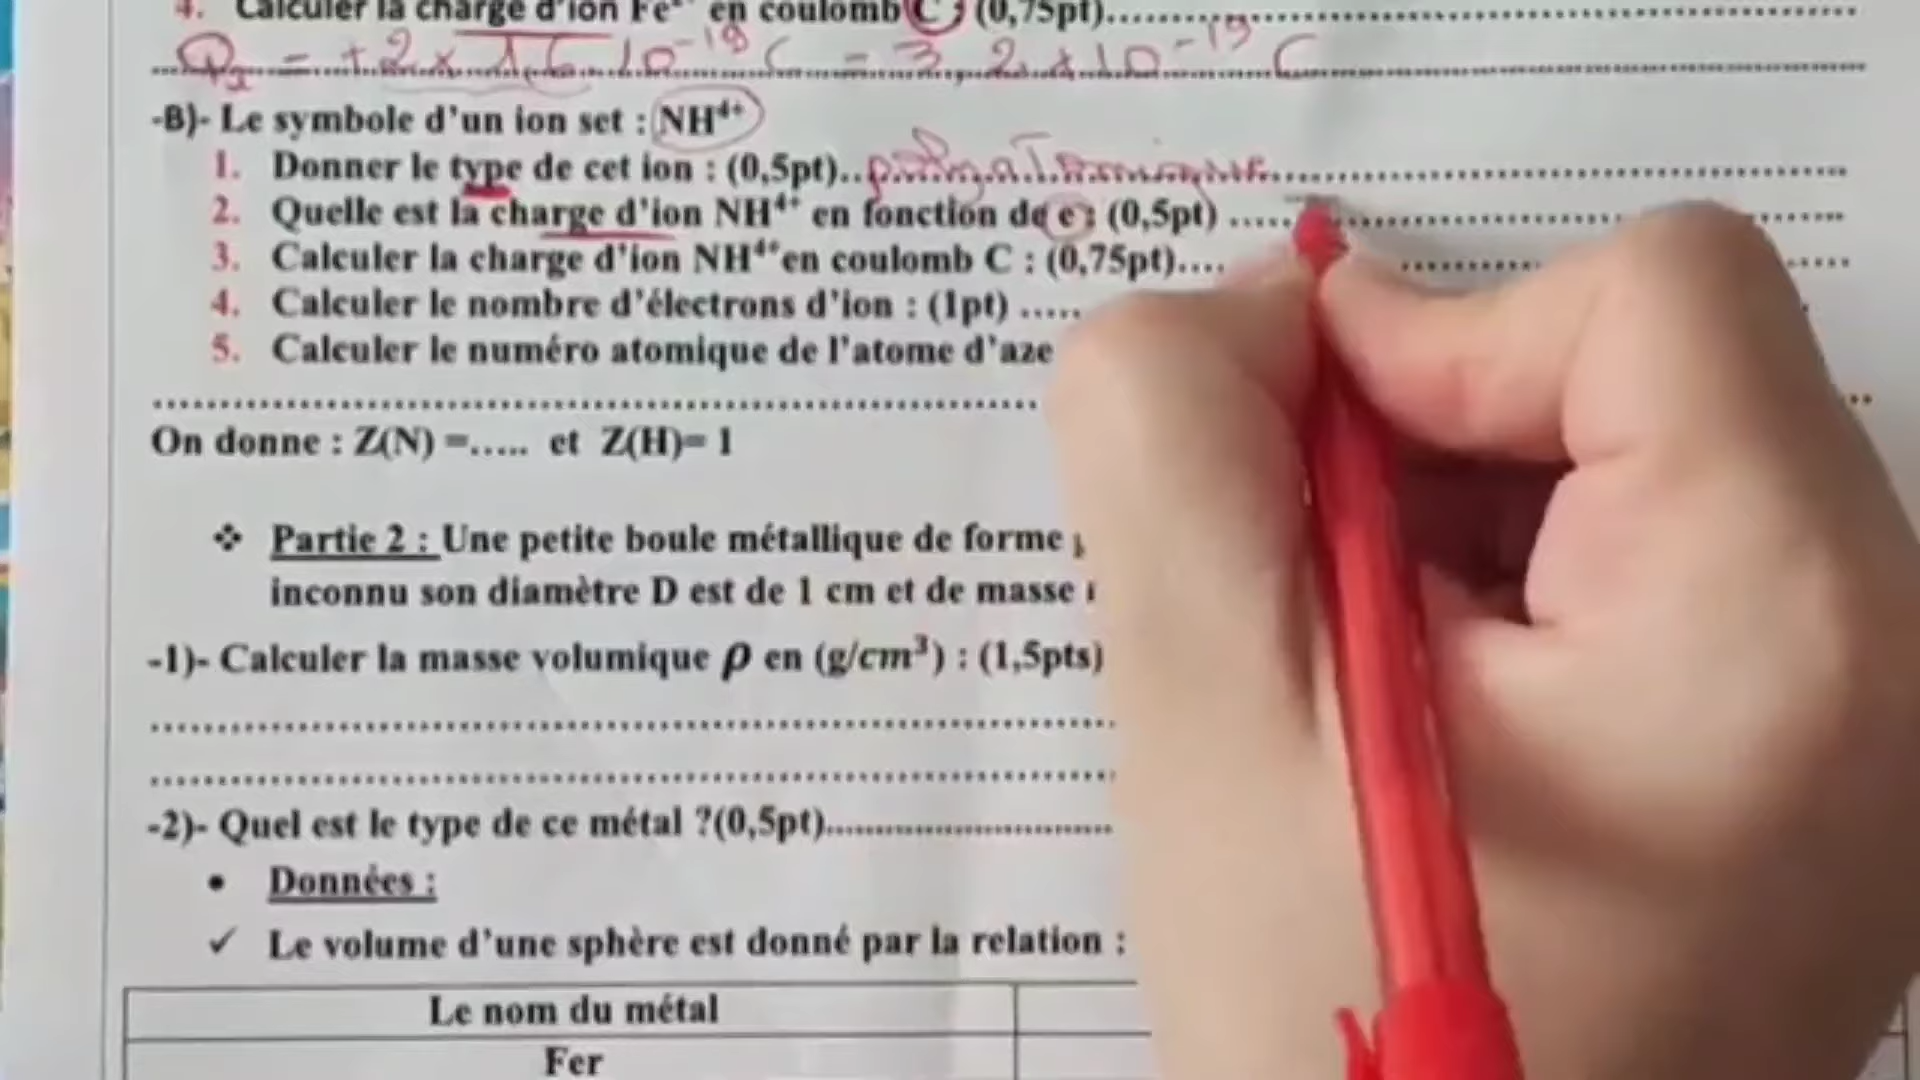 4. Calculer la charge d'ion Fe²⁺ en coulomb C : (0,75pt)
Q₂ = +2 × 1,6.10⁻¹⁹ C = 3,2 × 10⁻¹⁹ C
-B)- Le symbole d'un ion set : NH⁴⁺
1. Donner le type de cet ion : (0,5pt)..polyatomique
2. Quelle est la charge d'ion NH⁴⁺ en fonction de e : (0,5pt)
3. Calculer la charge d'ion NH⁴⁺en coulomb C : (0,75pt)....
4. Calculer le nombre d'électrons d'ion : (1pt) .....
5. Calculer le numéro atomique de l'atome d'aze
On donne : Z(N) =..... et Z(H)= 1
❖ Partie 2 : Une petite boule métallique de forme
inconnu son diamètre D est de 1 cm et de masse
-1)- Calculer la masse volumique ρ en (g/cm³) : (1,5pts)
-2)- Quel est le type de ce métal ?(0,5pt)
• Données :
✓ Le volume d'une sphère est donné par la relation :
Le nom du métal
Fer